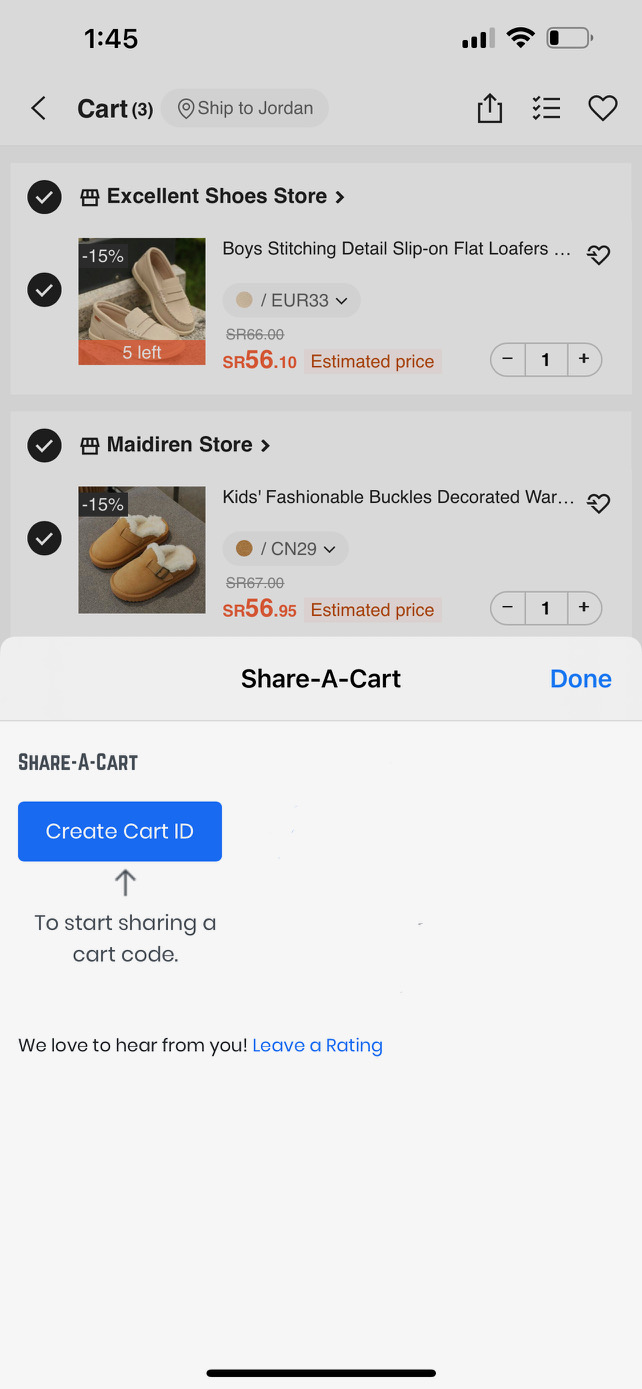 1:45
Cart (3) Ship to Jordan
Excellent Shoes Store
-15%
Boys Stitching Detail Slip-on Flat Loafers ...
/ EUR33
SR66.00
5 left
SR56.10 Estimated price
− 1 +
Maidiren Store
-15%
Kids' Fashionable Buckles Decorated War...
/ CN29
SR67.00
SR56.95 Estimated price
− 1 +
Share-A-Cart
Done
SHARE-A-CART
Create Cart ID
To start sharing a
cart code.
We love to hear from you! Leave a Rating